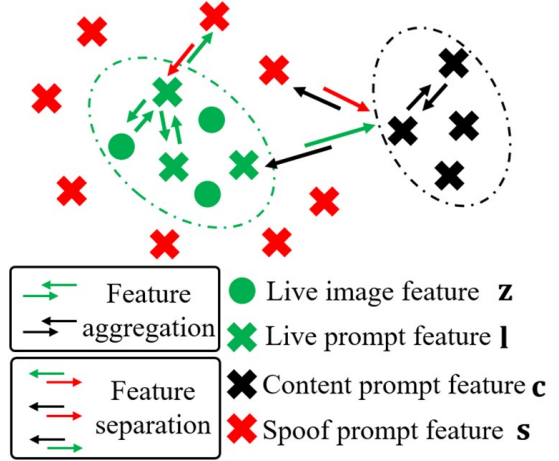 Feature
aggregation
Feature
separation
Live image feature z
Live prompt feature l
Content prompt feature c
Spoof prompt feature s